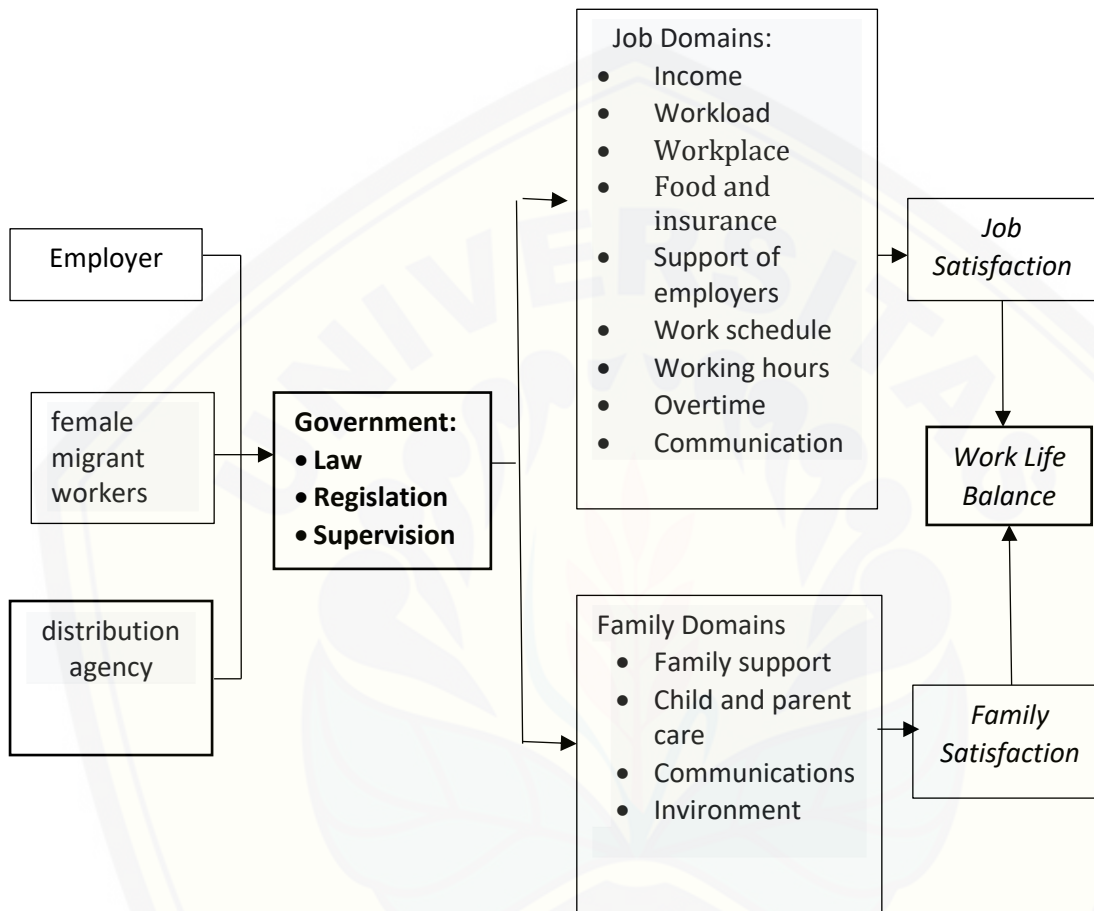 Employer
female
migrant
workers
distribution
agency
Government:
• Law
• Regislation
• Supervision
Job Domains:
• Income
• Workload
• Workplace
• Food and
insurance
• Support of
employers
• Work schedule
• Working hours
• Overtime
• Communication
Family Domains
• Family support
• Child and parent
care
• Communications
• Invironment
Job
Satisfaction
Work Life
Balance
Family
Satisfaction
UNIVERSITAS